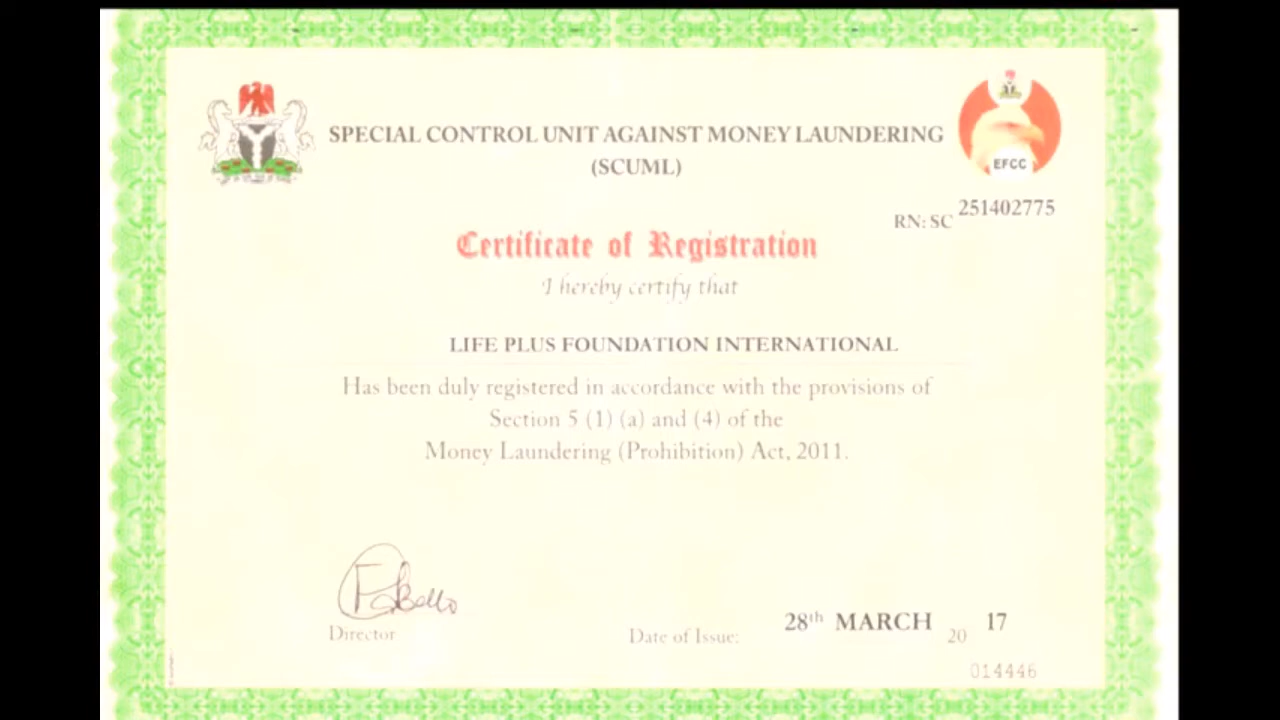 SPECIAL CONTROL UNIT AGAINST MONEY LAUNDERING
(SCUML)
EFCC
RN: SC 251402775
Certificate of Registration
I hereby certify that
LIFE PLUS FOUNDATION INTERNATIONAL
Has been duly registered in accordance with the provisions of
Section 5 (1) (a) and (4) of the
Money Laundering (Prohibition) Act, 2011.
Director
Date of Issue: 28th MARCH 20 17
014446